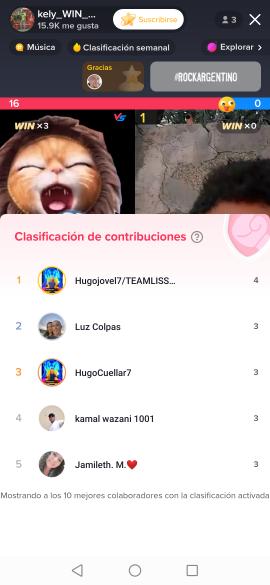 kely_WIN_...
15.9K me gusta
Suscribirse
3
Música
Clasificación semanal
Explorar >
Gracias
#ROCKARGENTINO
16
0
WIN ×3
VS
1
WIN ×0
Clasificación de contribuciones
1 Hugojovel7/TEAMLISS... 4
2 Luz Colpas 3
3 HugoCuellar7 3
4 kamal wazani 1001 3
5 Jamileth. M.❤️ 3
Mostrando a los 10 mejores colaboradores con la clasificación activada